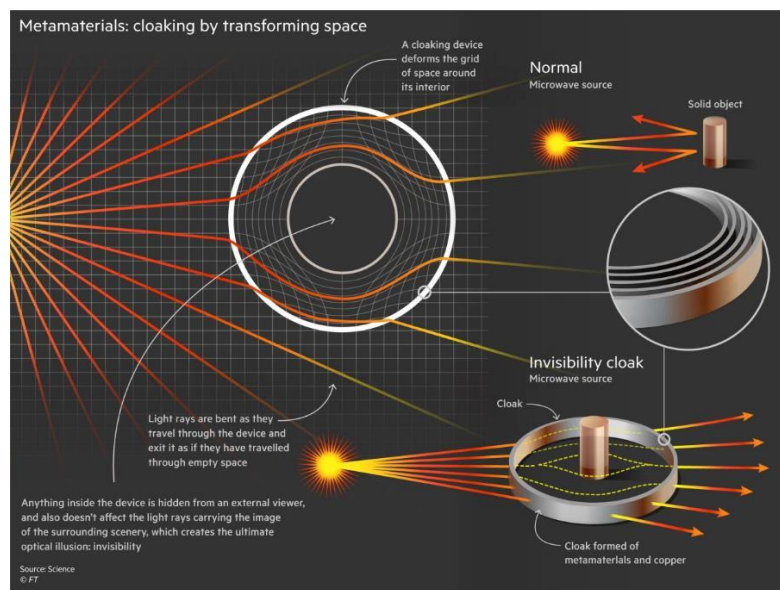 Metamaterials: cloaking by transforming space
A cloaking device
deforms the grid
of space around
its interior
Normal
Microwave source
Solid object
Invisibility cloak
Microwave source
Cloak
Light rays are bent as they
travel through the device and
exit it as if they have travelled
through empty space
Anything inside the device is hidden from an external viewer,
and also doesn't affect the light rays carrying the image
of the surrounding scenery, which creates the ultimate
optical illusion: invisibility
Cloak formed of
metamaterials and copper
Source: Science
© FT